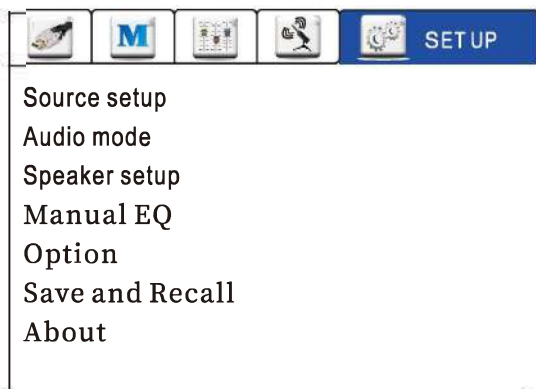 M
SETUP
Source setup
Audio mode
Speaker setup
Manual EQ
Option
Save and Recall
About